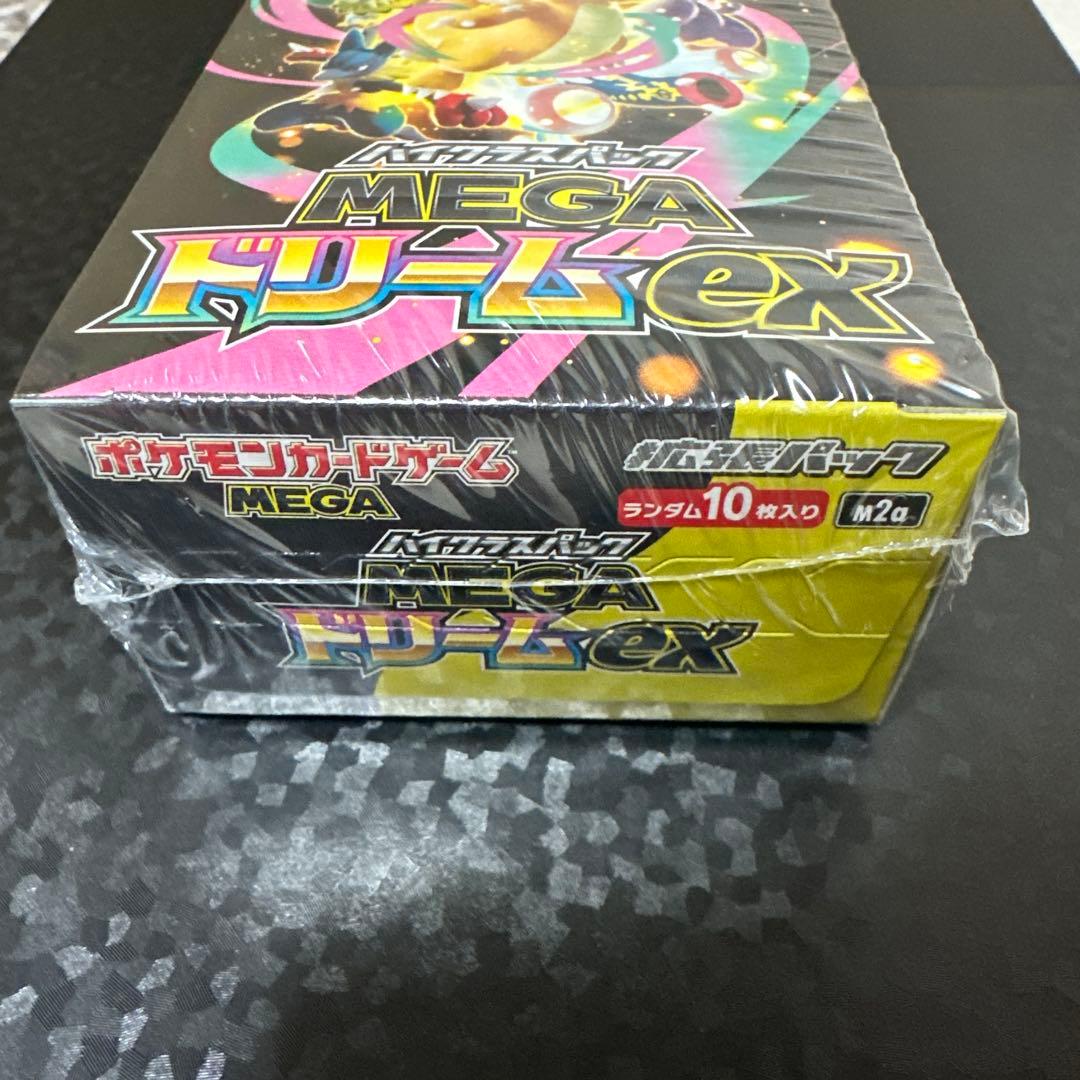 ハイクラスパック
MEGA
ドリームex
ポケモンカードゲーム
MEGA
拡張パック
ランダム10枚入り M2a
ハイクラスパック
MEGA
ドリームex